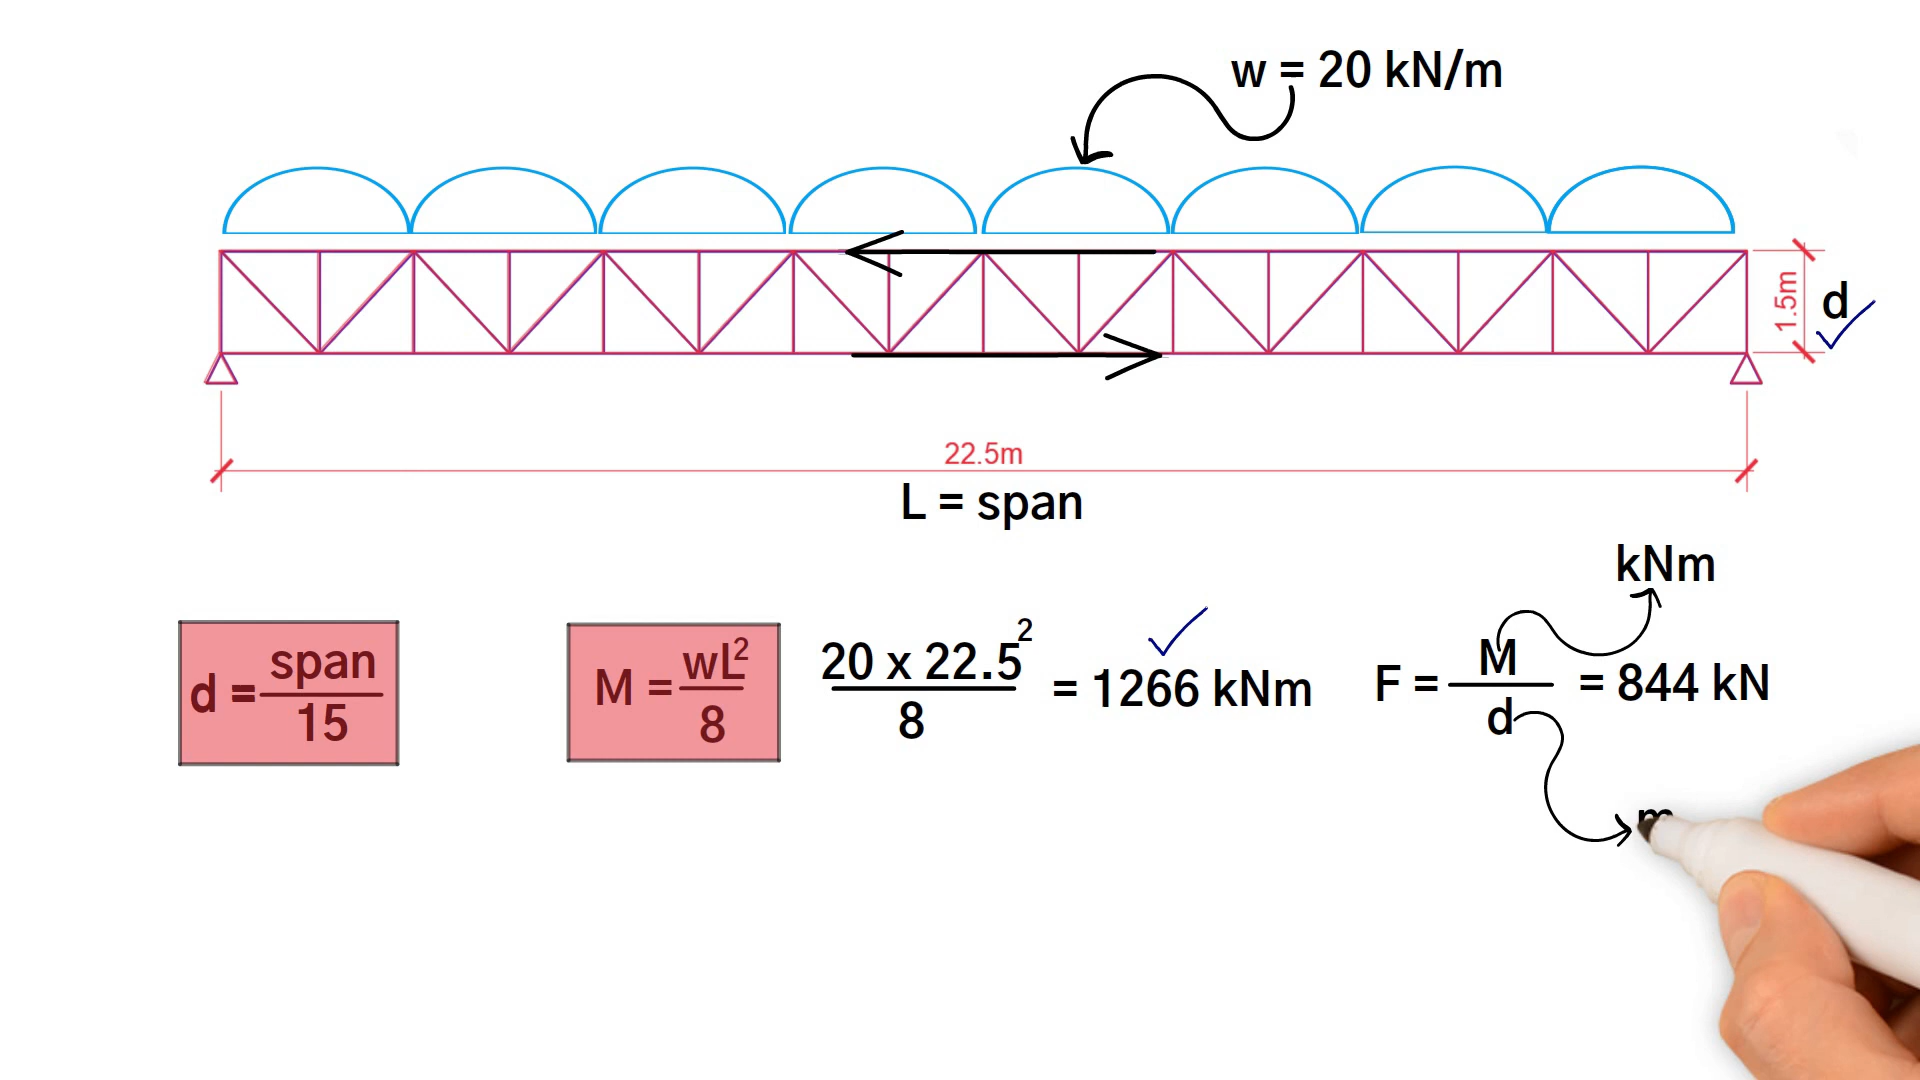 w = 20 kN/m
1.5m
d
22.5m
L = span
kNm
d = span / 15
M = wL² / 8
20 x 22.5² / 8 = 1266 kNm
F = M / d = 844 kN
m